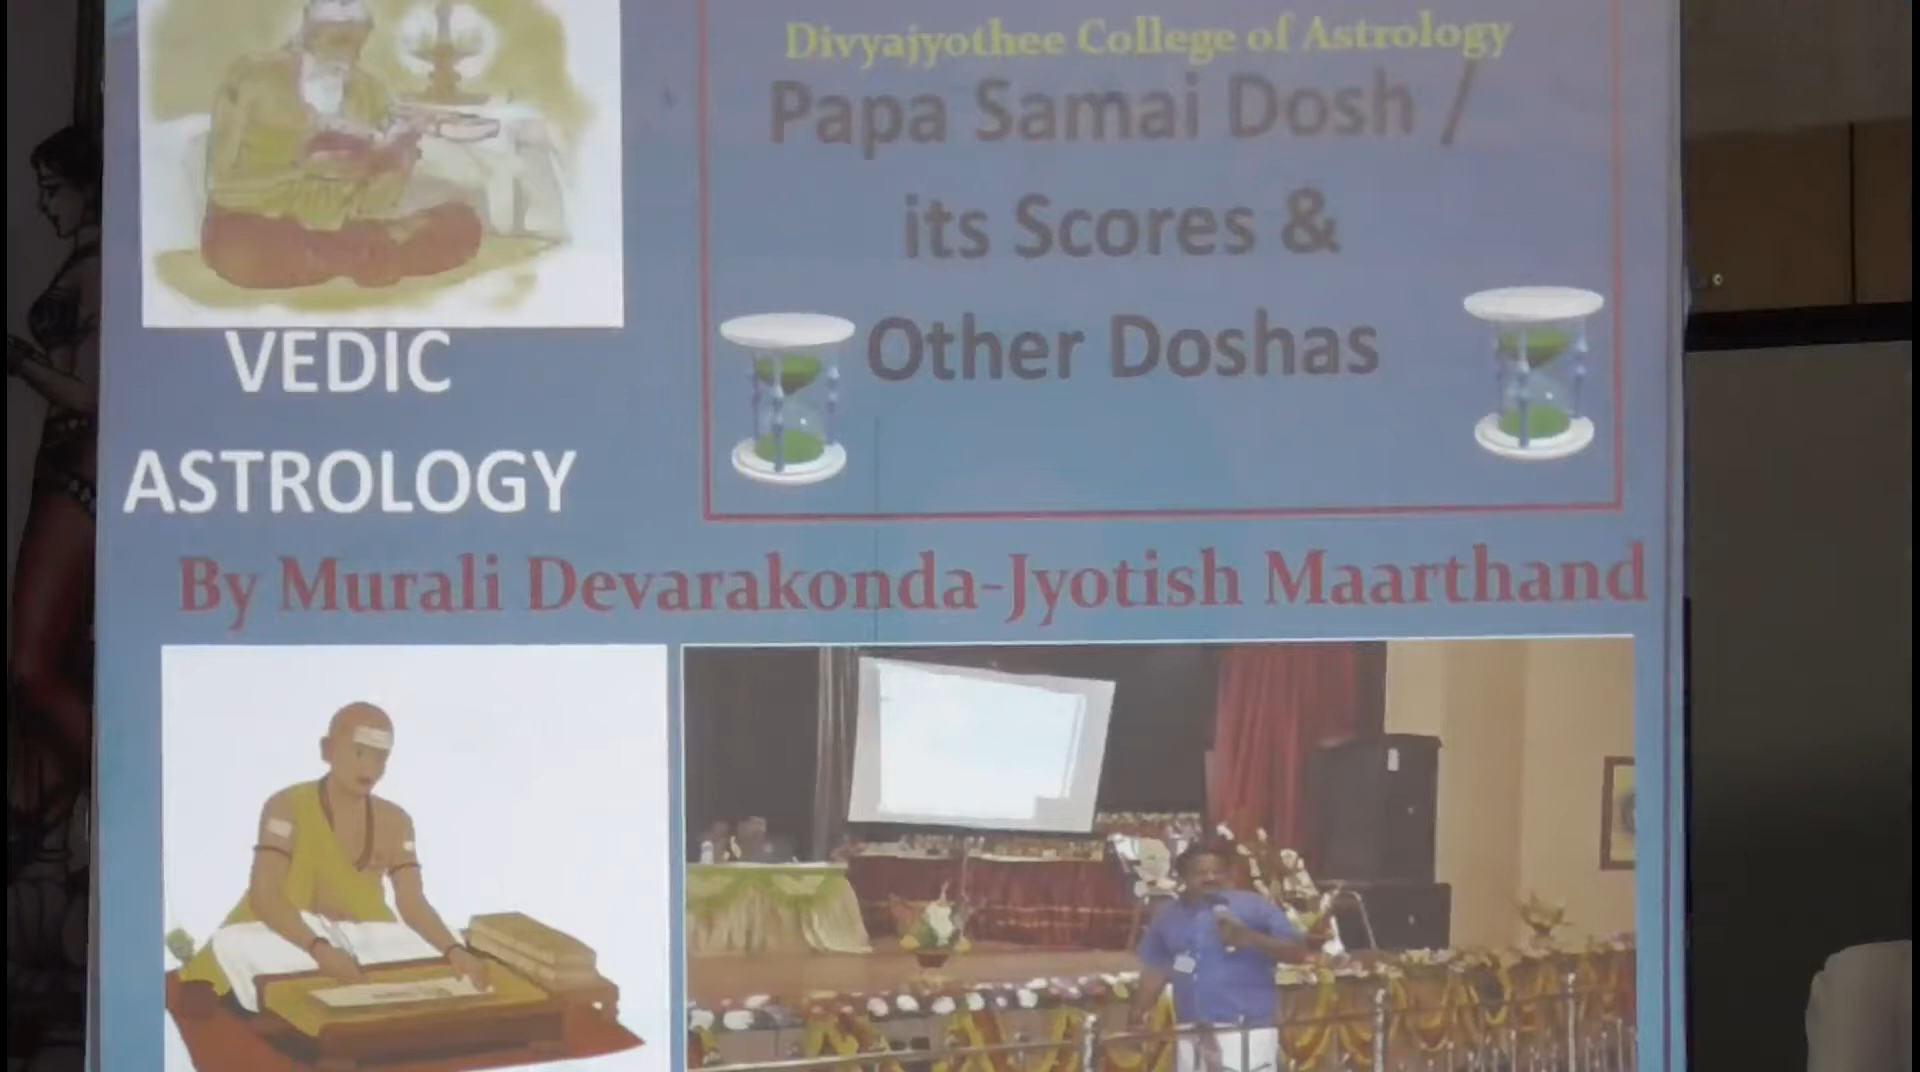 Divyajyothee College of Astrology
Papa Samai Dosh /
its Scores &
Other Doshas
VEDIC
ASTROLOGY
By Murali Devarakonda-Jyotish Maarthand